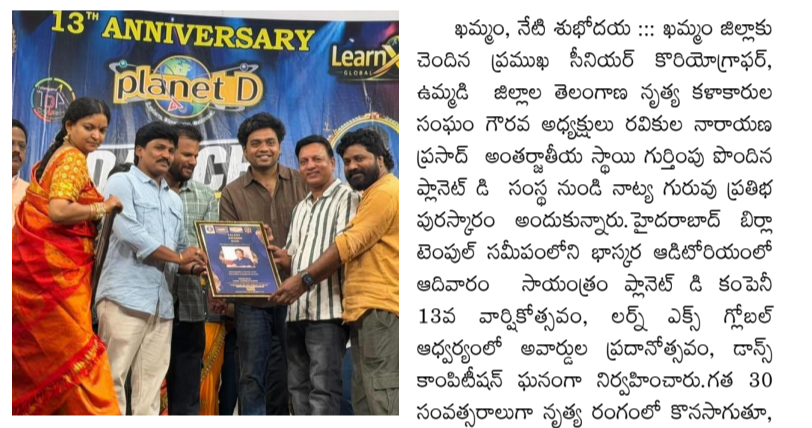 13TH ANNIVERSARY
LearnX
GLOBAL
planet D
ఖమ్మం, నేటి శుభోదయ ::: ఖమ్మం జిల్లాకు
చెందిన ప్రముఖ సీనియర్ కొరియోగ్రాఫర్,
ఉమ్మడి జిల్లాల తెలంగాణ నృత్య కళాకారుల
సంఘం గౌరవ అధ్యక్షులు రవికుల నారాయణ
ప్రసాద్ అంతర్జాతీయ స్థాయి గుర్తింపు పొందిన
ప్లానెట్ డి సంస్థ నుండి నాట్య గురువు ప్రతిభ
పురస్కారం అందుకున్నారు.హైదరాబాద్ బిర్లా
టెంపుల్ సమీపంలోని భాస్కర ఆడిటోరియంలో
ఆదివారం సాయంత్రం ప్లానెట్ డి కంపెనీ
13వ వార్షికోత్సవం, లర్న్ ఎక్స్ గ్లోబల్
ఆధ్వర్యంలో అవార్డుల ప్రదానోత్సవం, డాన్స్
కాంపిటీషన్ ఘనంగా నిర్వహించారు.గత 30
సంవత్సరాలుగా నృత్య రంగంలో కొనసాగుతూ,